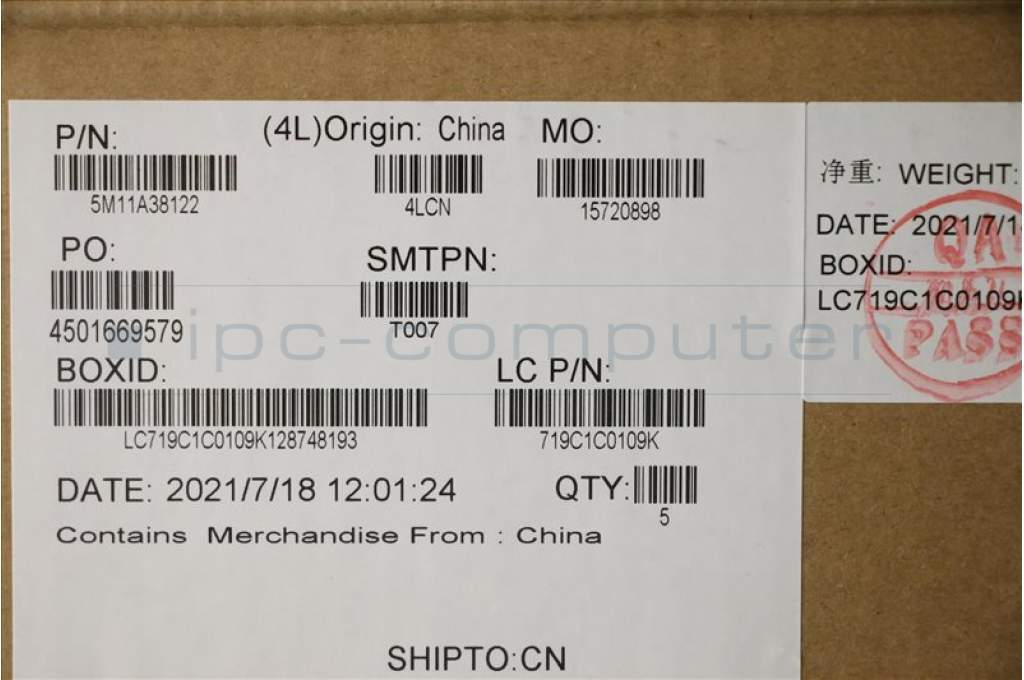 P/N: (4L)Origin: China MO:
5M11A38122 4LCN 15720898
PO: SMTPN:
4501669579 T007
BOXID: LC P/N:
LC719C1C0109K128748193 719C1C0109K
DATE: 2021/7/18 12:01:24 QTY:
5
Contains Merchandise From : China
SHIPTO:CN
净重: WEIGHT:
DATE: 2021/7/1
BOXID:
LC719C1C0109K
QA
PASS
ipc-computer